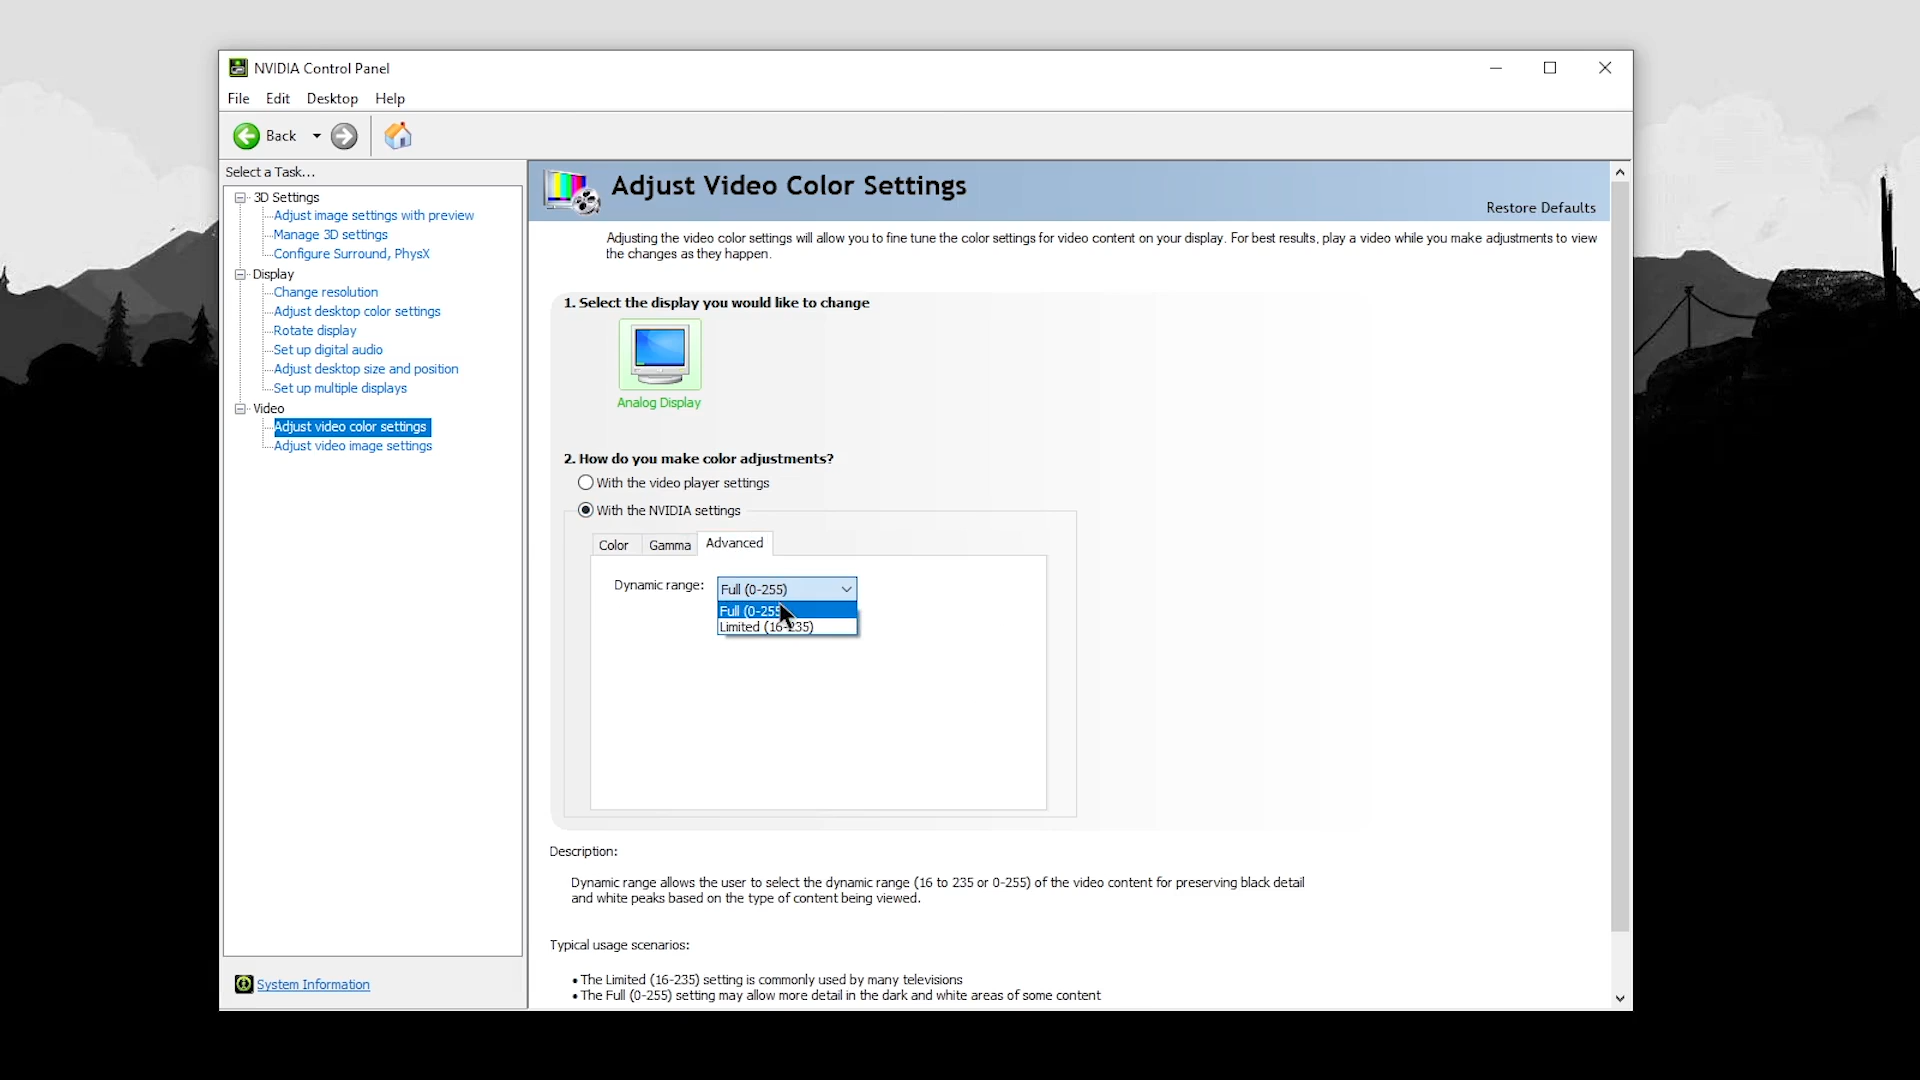 NVIDIA Control Panel
File Edit Desktop Help
Back
Select a Task...
3D Settings
Adjust image settings with preview
Manage 3D settings
Configure Surround, PhysX
Display
Change resolution
Adjust desktop color settings
Rotate display
Set up digital audio
Adjust desktop size and position
Set up multiple displays
Video
Adjust video color settings
Adjust video image settings
System Information
Adjust Video Color Settings
Restore Defaults
Adjusting the video color settings will allow you to fine tune the color settings for video content on your display. For best results, play a video while you make adjustments to view
the changes as they happen.
1. Select the display you would like to change
Analog Display
2. How do you make color adjustments?
With the video player settings
With the NVIDIA settings
Color Gamma Advanced
Dynamic range: Full (0-255)
Full (0-255)
Limited (16-235)
Description:
Dynamic range allows the user to select the dynamic range (16 to 235 or 0-255) of the video content for preserving black detail
and white peaks based on the type of content being viewed.
Typical usage scenarios:
• The Limited (16-235) setting is commonly used by many televisions
• The Full (0-255) setting may allow more detail in the dark and white areas of some content